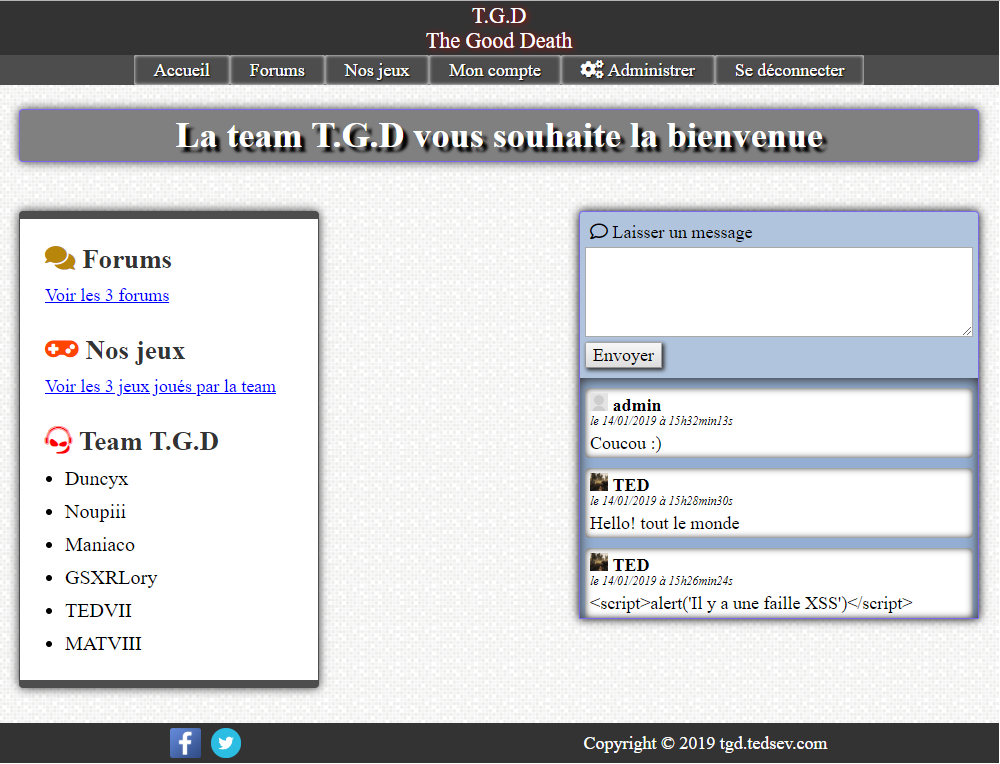 T.G.D
The Good Death
Accueil Forums Nos jeux Mon compte Administrer Se déconnecter
La team T.G.D vous souhaite la bienvenue
Forums
Voir les 3 forums
Nos jeux
Voir les 3 jeux joués par la team
Team T.G.D
Duncyx
Noupiii
Maniaco
GSXRLory
TEDVII
MATVIII
Laisser un message
Envoyer
admin
le 14/01/2019 à 15h32min13s
Coucou :)
TED
le 14/01/2019 à 15h28min30s
Hello! tout le monde
TED
le 14/01/2019 à 15h26min24s
<script>alert('Il y a une faille XSS')</script>
Copyright © 2019 tgd.tedsev.com